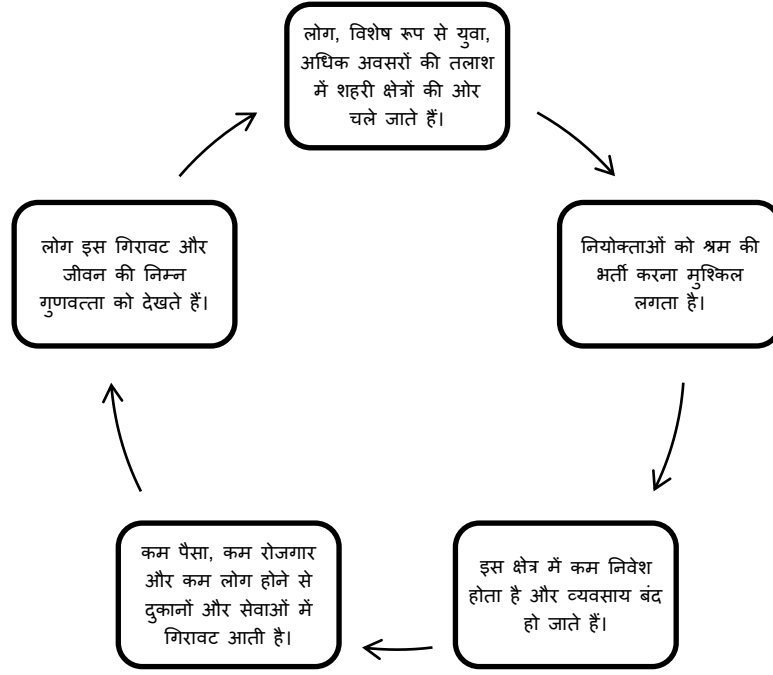 लोग, विशेष रूप से युवा,
अधिक अवसरों की तलाश
में शहरी क्षेत्रों की ओर
चले जाते हैं।
नियोक्ताओं को श्रम की
भर्ती करना मुश्किल
लगता है।
इस क्षेत्र में कम निवेश
होता है और व्यवसाय बंद
हो जाते हैं।
कम पैसा, कम रोजगार
और कम लोग होने से
दुकानों और सेवाओं में
गिरावट आती है।
लोग इस गिरावट और
जीवन की निम्न
गुणवत्ता को देखते हैं।